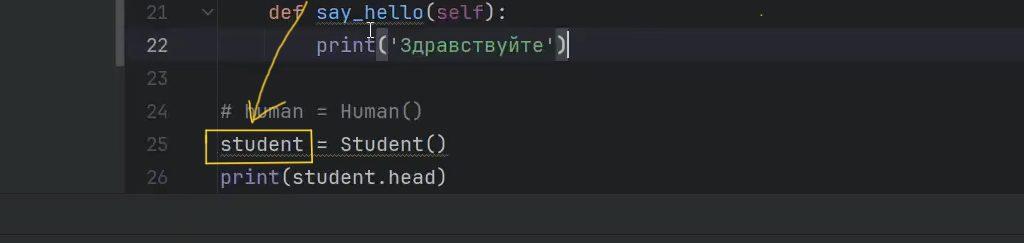 21 def say_hello(self):
22 print('Здравствуйте')
23
24 # human = Human()
25 student = Student()
26 print(student.head)